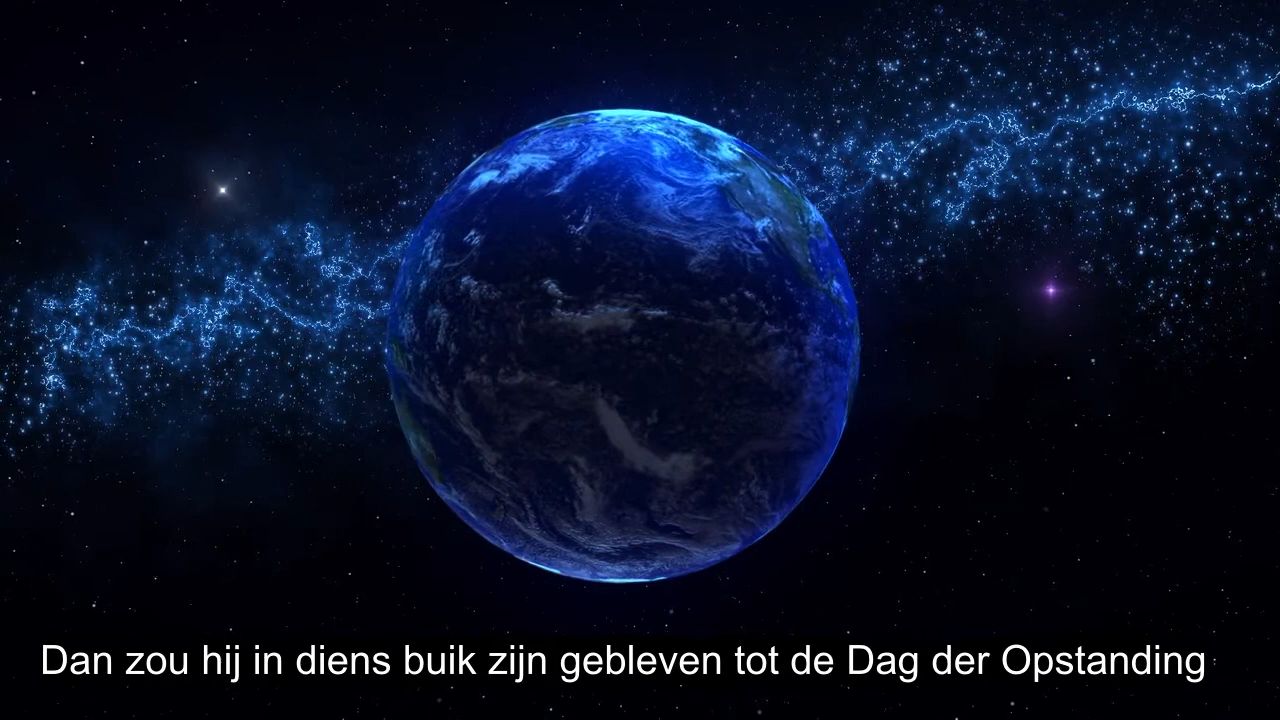 Dan zou hij in diens buik zijn gebleven tot de Dag der Opstanding